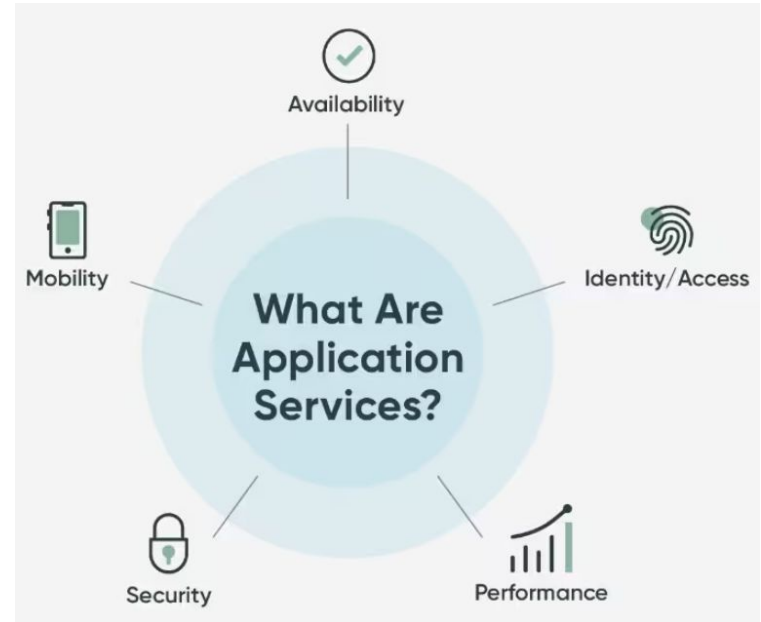 Availability
Mobility
Identity/Access
What Are
Application
Services?
Security
Performance